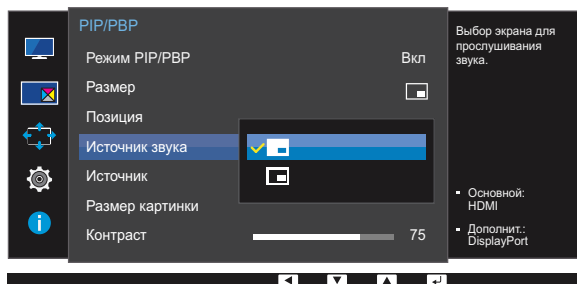 PIP/PBP
Режим PIP/PBP
Вкл
Размер
Позиция
Источник звука
Источник
Размер картинки
Контраст
75
Выбор экрана для
прослушивания
звука.
Основной:
HDMI
Дополнит.:
DisplayPort